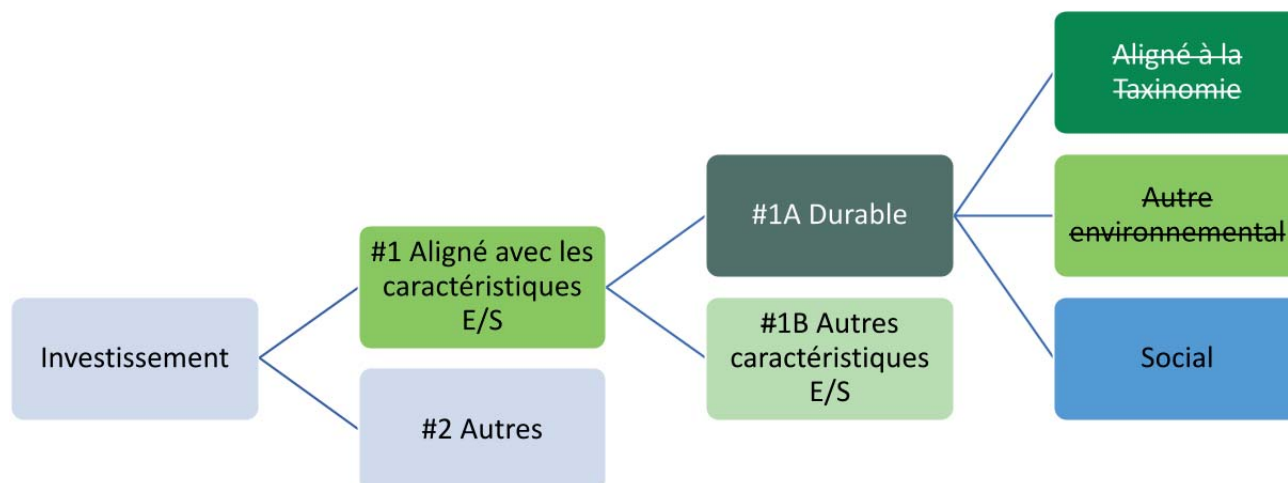 Investissement
#1 Aligné avec les
caractéristiques
E/S
#2 Autres
#1A Durable
#1B Autres
caractéristiques
E/S
Aligné à la
Taxinomie
Autre
environnemental
Social